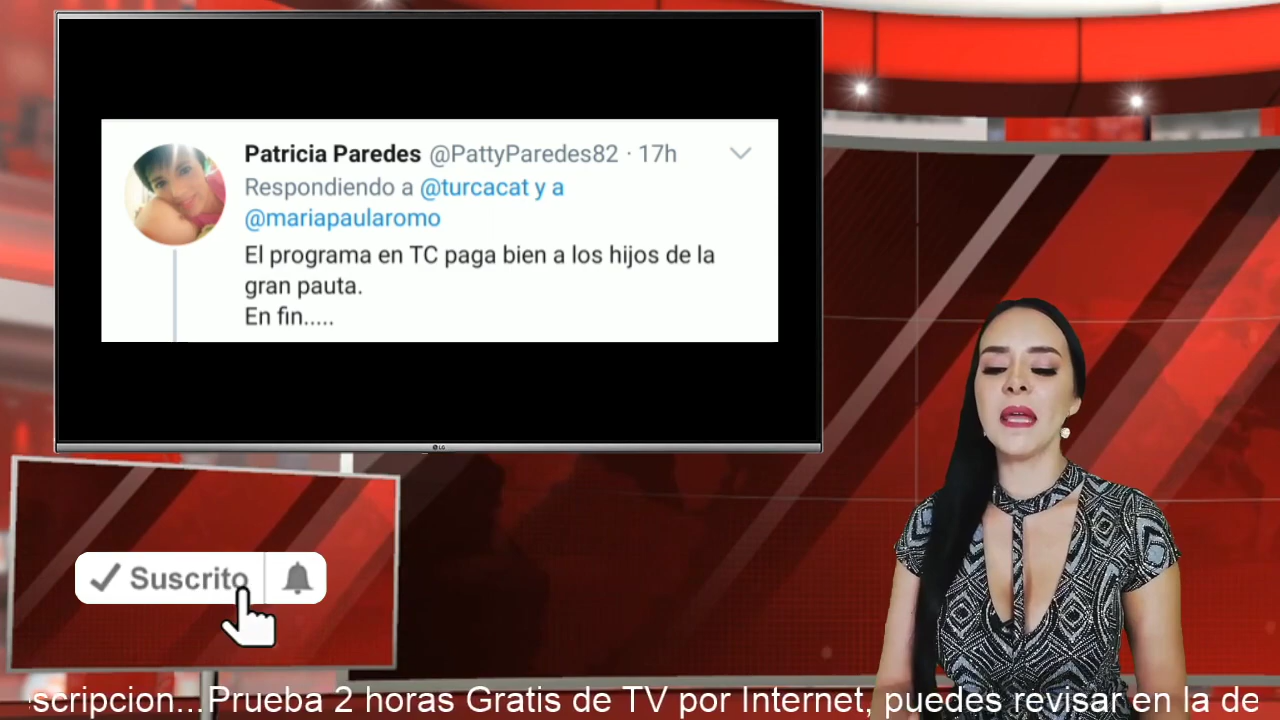 Patricia Paredes @PattyParedes82 · 17h
Respondiendo a @turcacat y a
@mariapaularomo
El programa en TC paga bien a los hijos de la
gran pauta.
En fin.....
LG
Suscrito
scripcion...Prueba 2 horas Gratis de TV por Internet, puedes revisar en la de